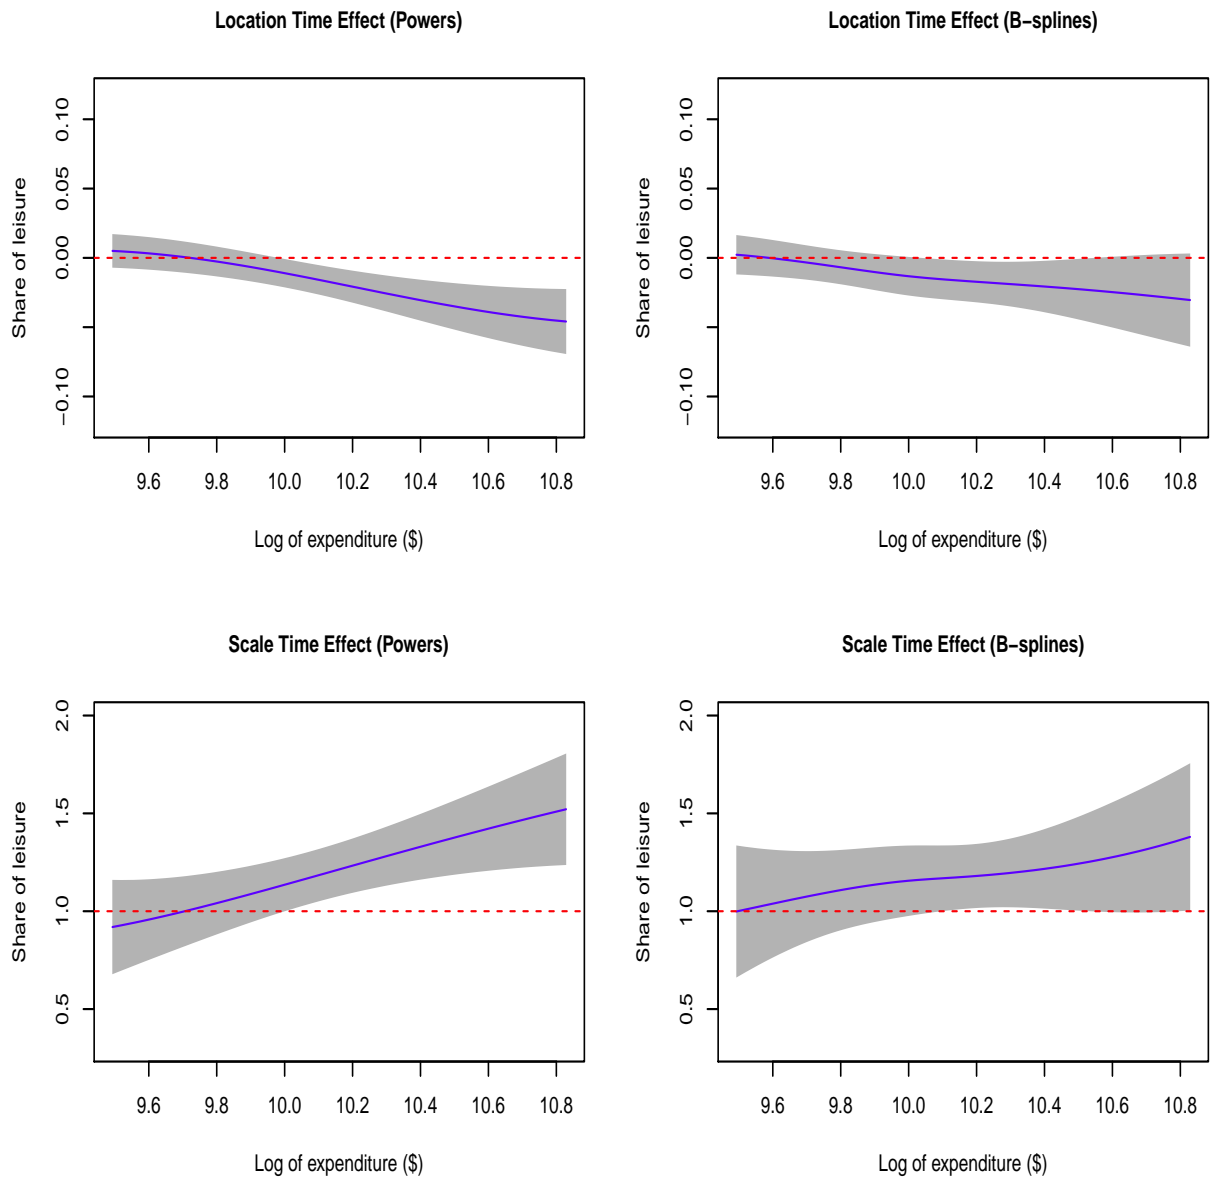 Location Time Effect (Powers)
Share of leisure
0.10
0.05
0.00
−0.10
9.6 9.8 10.0 10.2 10.4 10.6 10.8
Log of expenditure ($)
Location Time Effect (B−splines)
Share of leisure
0.10
0.05
0.00
−0.10
9.6 9.8 10.0 10.2 10.4 10.6 10.8
Log of expenditure ($)
Scale Time Effect (Powers)
Share of leisure
2.0
1.5
1.0
0.5
9.6 9.8 10.0 10.2 10.4 10.6 10.8
Log of expenditure ($)
Scale Time Effect (B−splines)
Share of leisure
2.0
1.5
1.0
0.5
9.6 9.8 10.0 10.2 10.4 10.6 10.8
Log of expenditure ($)